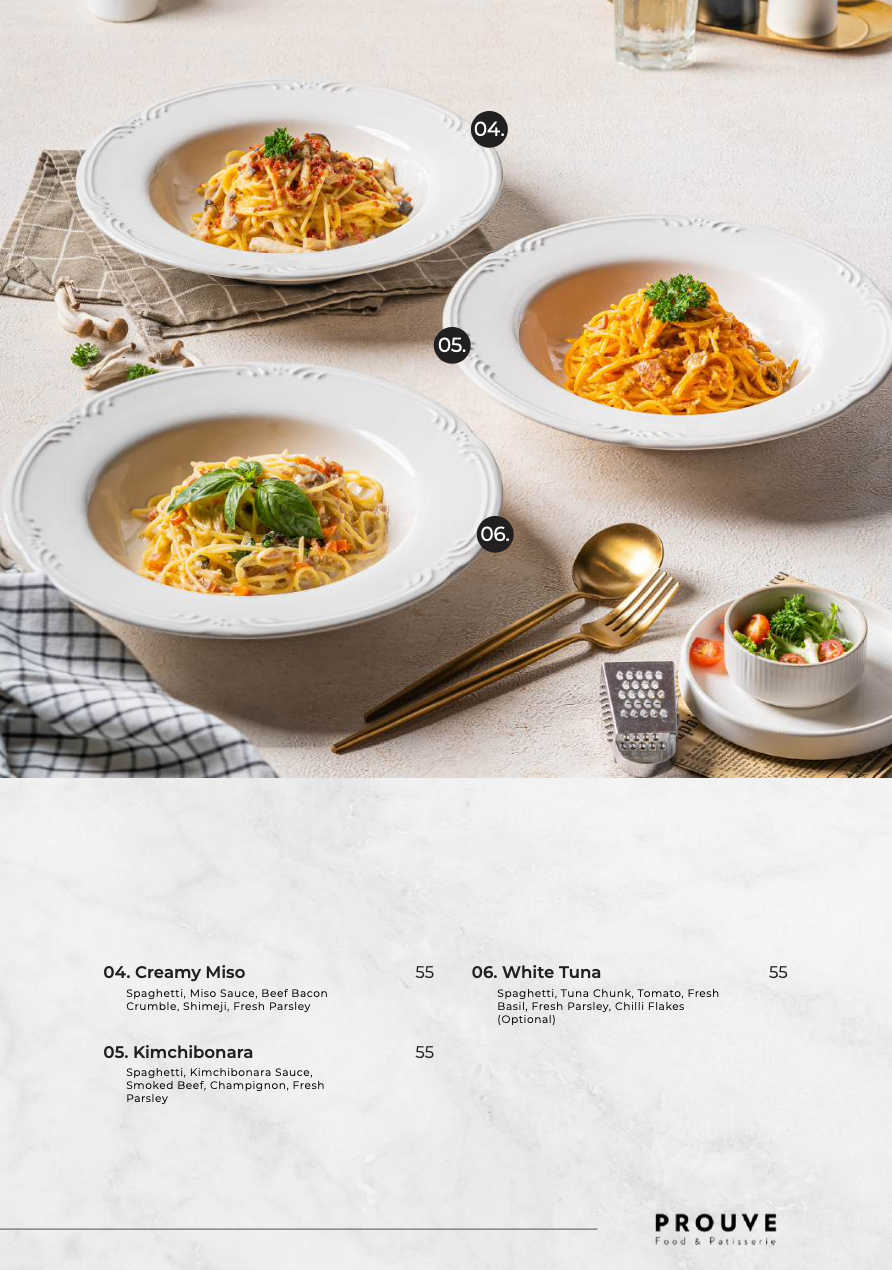 04.
05.
06.
04. Creamy Miso 55
Spaghetti, Miso Sauce, Beef Bacon
Crumble, Shimeji, Fresh Parsley
05. Kimchibonara 55
Spaghetti, Kimchibonara Sauce,
Smoked Beef, Champignon, Fresh
Parsley
06. White Tuna 55
Spaghetti, Tuna Chunk, Tomato, Fresh
Basil, Fresh Parsley, Chilli Flakes
(Optional)
PROUVE
Food & Patisserie